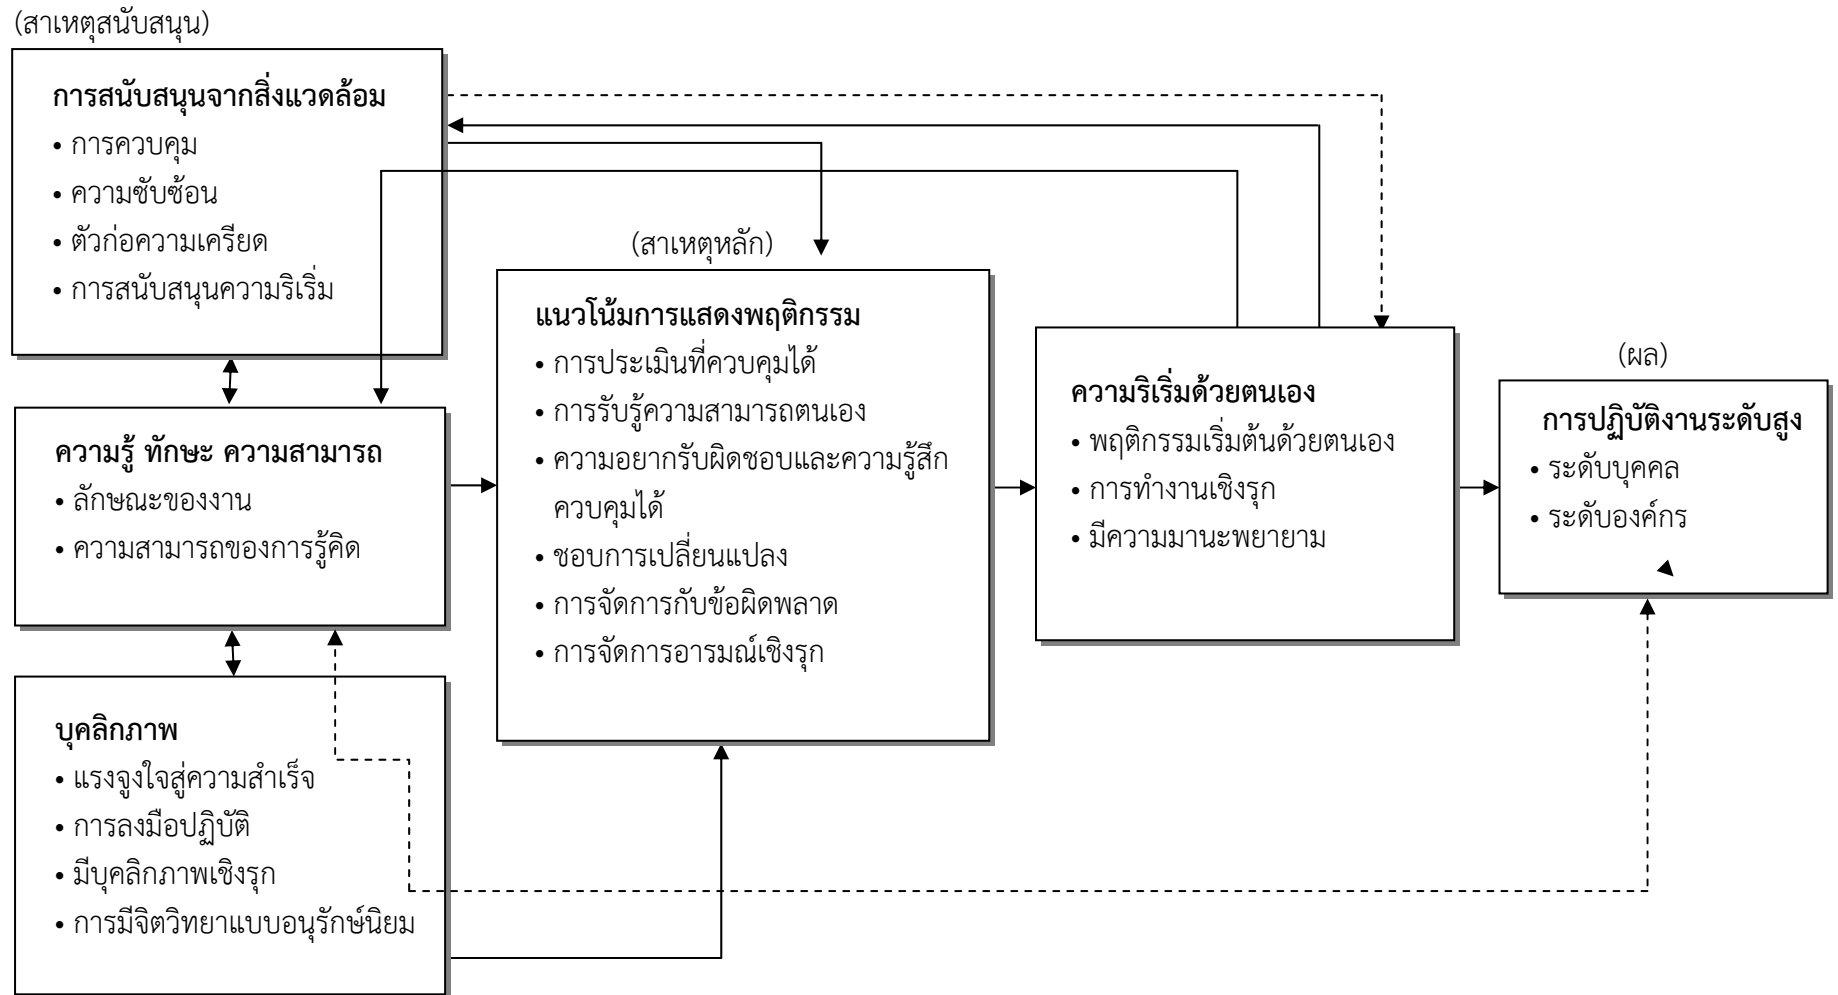 (สาเหตุสนับสนุน)
การสนับสนุนจากสิ่งแวดล้อม
• การควบคุม
• ความซับซ้อน
• ตัวก่อความเครียด
• การสนับสนุนความริเริ่ม
ความรู้ ทักษะ ความสามารถ
• ลักษณะของงาน
• ความสามารถของการรู้คิด
บุคลิกภาพ
• แรงจูงใจสู่ความสำเร็จ
• การลงมือปฏิบัติ
• มีบุคลิกภาพเชิงรุก
• การมีจิตวิทยาแบบอนุรักษ์นิยม
(สาเหตุหลัก)
แนวโน้มการแสดงพฤติกรรม
• การประเมินที่ควบคุมได้
• การรับรู้ความสามารถตนเอง
• ความอยากรับผิดชอบและความรู้สึก
ควบคุมได้
• ชอบการเปลี่ยนแปลง
• การจัดการกับข้อผิดพลาด
• การจัดการอารมณ์เชิงรุก
ความริเริ่มด้วยตนเอง
• พฤติกรรมเริ่มต้นด้วยตนเอง
• การทำงานเชิงรุก
• มีความมานะพยายาม
(ผล)
การปฏิบัติงานระดับสูง
• ระดับบุคคล
• ระดับองค์กร